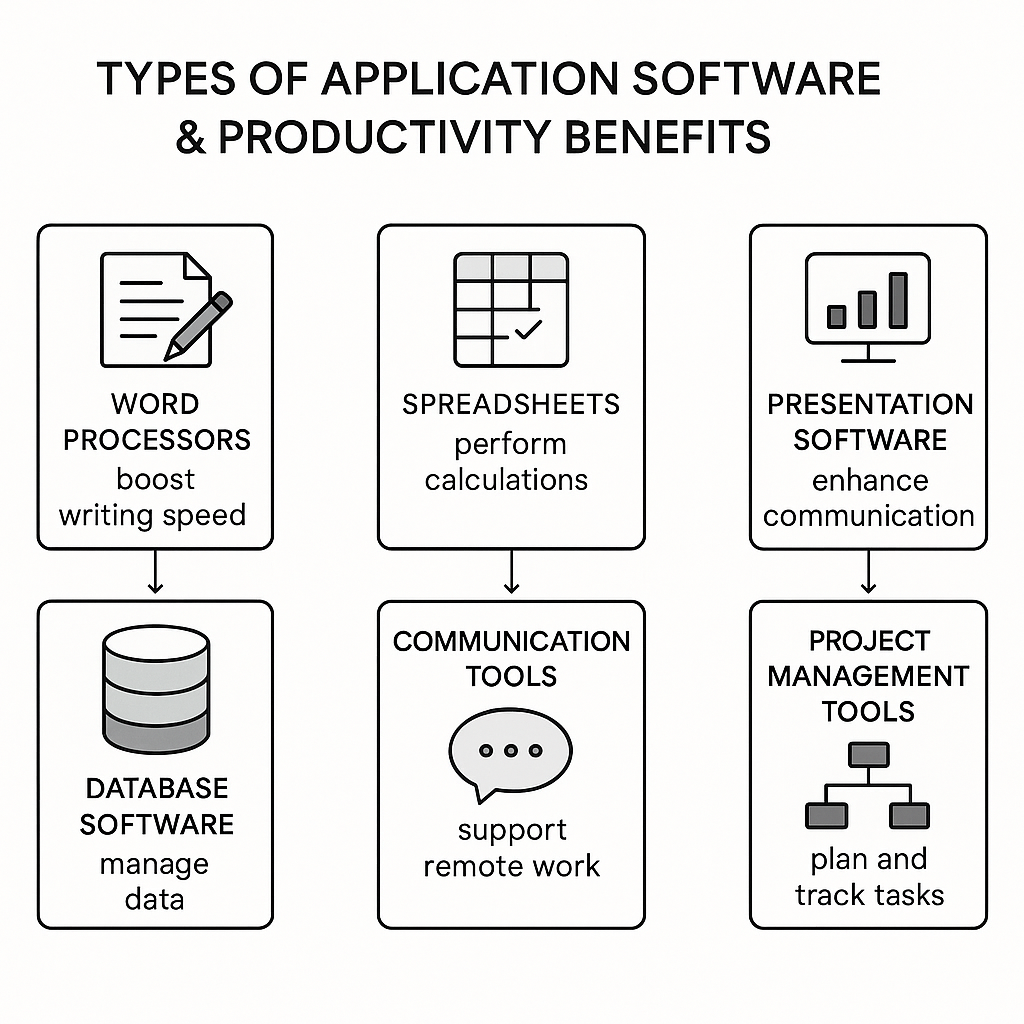 TYPES OF APPLICATION SOFTWARE
& PRODUCTIVITY BENEFITS
WORD
PROCESSORS
boost
writing speed
SPREADSHEETS
perform
calculations
PRESENTATION
SOFTWARE
enhance
communication
DATABASE
SOFTWARE
manage
data
COMMUNICATION
TOOLS
support
remote work
PROJECT
MANAGEMENT
TOOLS
plan and
track tasks